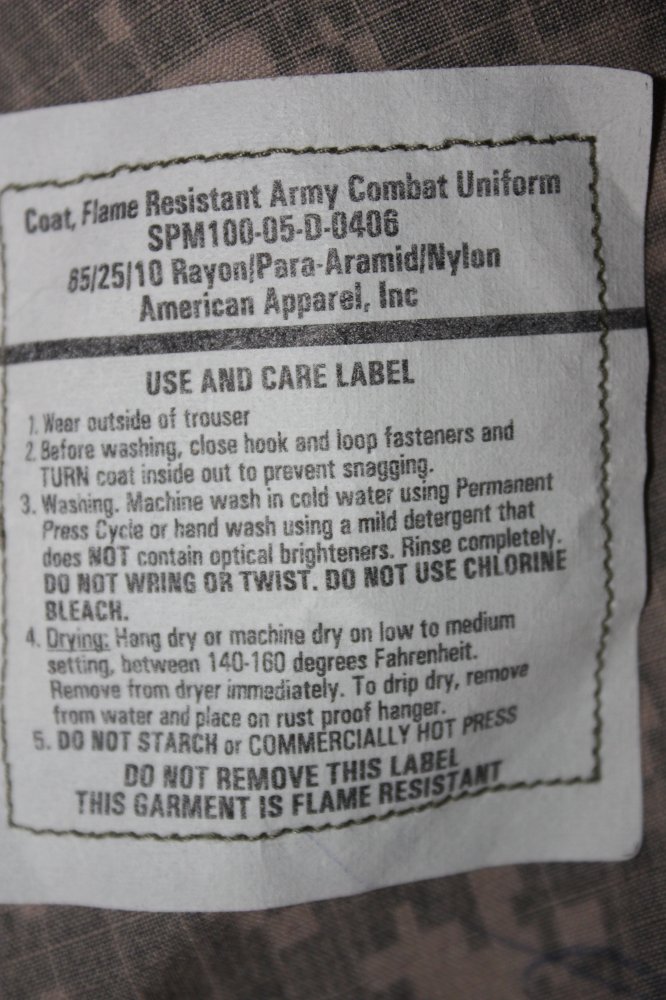 Coat, Flame Resistant Army Combat Uniform
SPM100-05-D-0406
65/25/10 Rayon/Para-Aramid/Nylon
American Apparel, Inc
USE AND CARE LABEL
1. Wear outside of trouser
2. Before washing, close hook and loop fasteners and
TURN coat inside out to prevent snagging.
3. Washing. Machine wash in cold water using Permanent
Press Cycle or hand wash using a mild detergent that
does NOT contain optical brighteners. Rinse completely.
DO NOT WRING OR TWIST. DO NOT USE CHLORINE
BLEACH.
4. Drying: Hang dry or machine dry on low to medium
setting, between 140-160 degrees Fahrenheit.
Remove from dryer immediately. To drip dry, remove
from water and place on rust proof hanger.
5. DO NOT STARCH or COMMERCIALLY HOT PRESS
DO NOT REMOVE THIS LABEL
THIS GARMENT IS FLAME RESISTANT